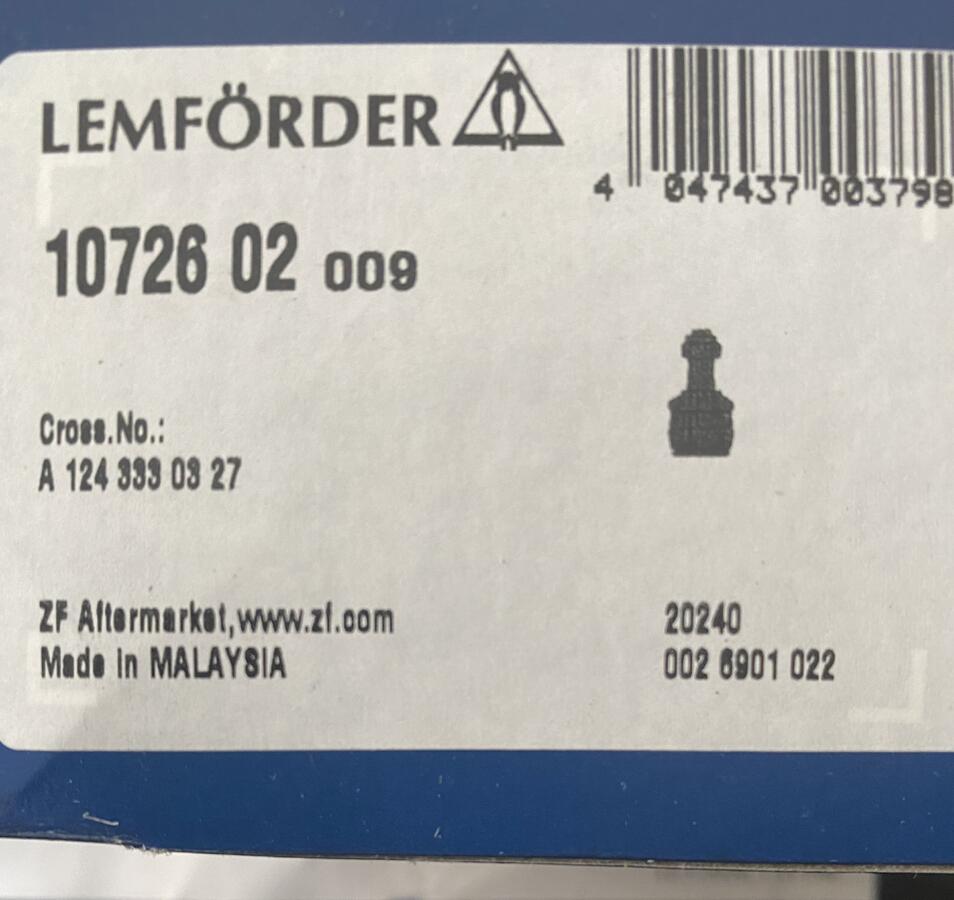 LEMFÖRDER
4 047437 003798
10726 02 009
Cross.No.:
A 124 333 03 27
ZF Aftermarket,www.zf.com
20240
Made in MALAYSIA
002 6901 022